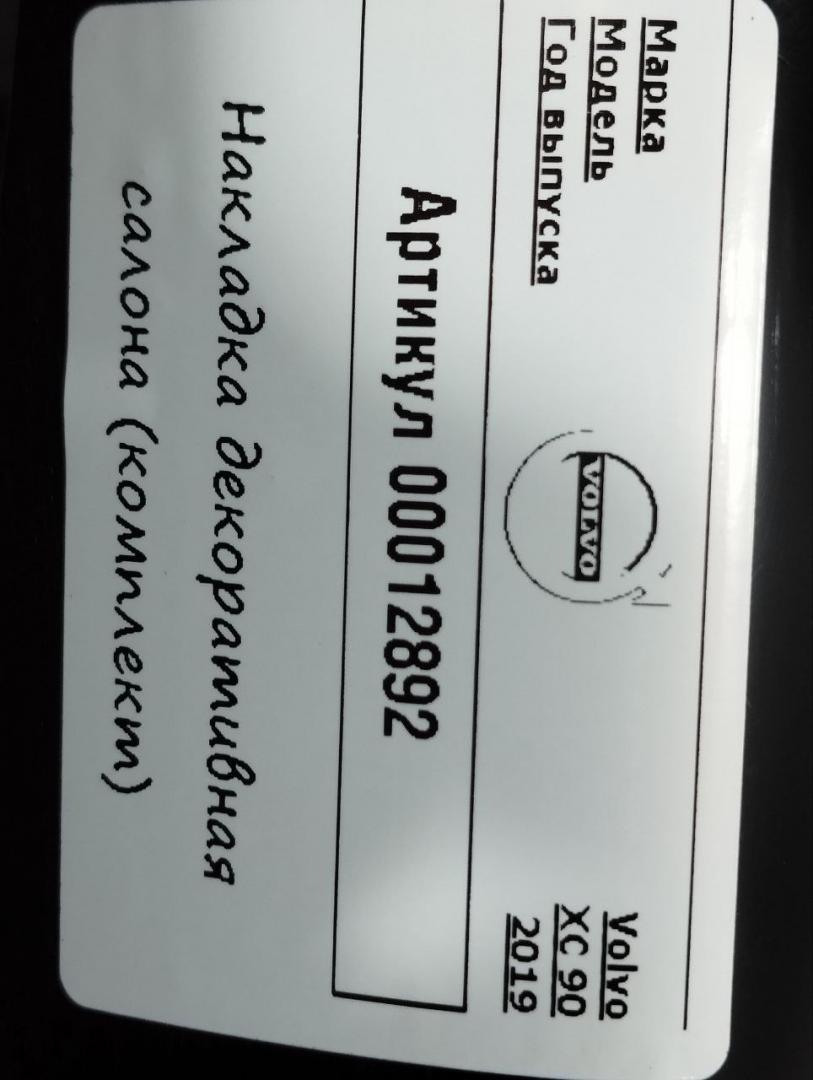 Марка Volvo
Модель XC 90
Год выпуска 2019
VOLVO
Артикул 00012892
Накладка декоративная
салона (комплект)